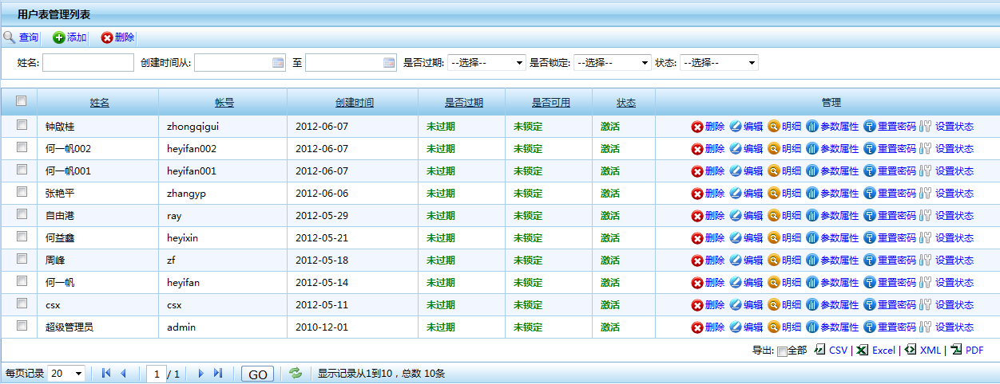 用户表管理列表
查询 添加 删除
姓名: 创建时间从: 至 是否过期: --选择-- 是否锁定: --选择-- 状态: --选择--
姓名 帐号 创建时间 是否过期 是否可用 状态 管理
钟啟桂 zhongqigui 2012-06-07 未过期 未锁定 激活 删除 编辑 明细 参数属性 重置密码 设置状态
何一帆002 heyifan002 2012-06-07 未过期 未锁定 激活 删除 编辑 明细 参数属性 重置密码 设置状态
何一帆001 heyifan001 2012-06-07 未过期 未锁定 激活 删除 编辑 明细 参数属性 重置密码 设置状态
张艳平 zhangyp 2012-06-06 未过期 未锁定 激活 删除 编辑 明细 参数属性 重置密码 设置状态
自由港 ray 2012-05-29 未过期 未锁定 激活 删除 编辑 明细 参数属性 重置密码 设置状态
何益鑫 heyixin 2012-05-21 未过期 未锁定 激活 删除 编辑 明细 参数属性 重置密码 设置状态
周峰 zf 2012-05-18 未过期 未锁定 激活 删除 编辑 明细 参数属性 重置密码 设置状态
何一帆 heyifan 2012-05-14 未过期 未锁定 激活 删除 编辑 明细 参数属性 重置密码 设置状态
csx csx 2012-05-11 未过期 未锁定 激活 删除 编辑 明细 参数属性 重置密码 设置状态
超级管理员 admin 2010-12-01 未过期 未锁定 激活 删除 编辑 明细 参数属性 重置密码 设置状态
导出: 全部 CSV | Excel | XML | PDF
每页记录 20 1 / 1 GO 显示记录从1到10，总数 10条